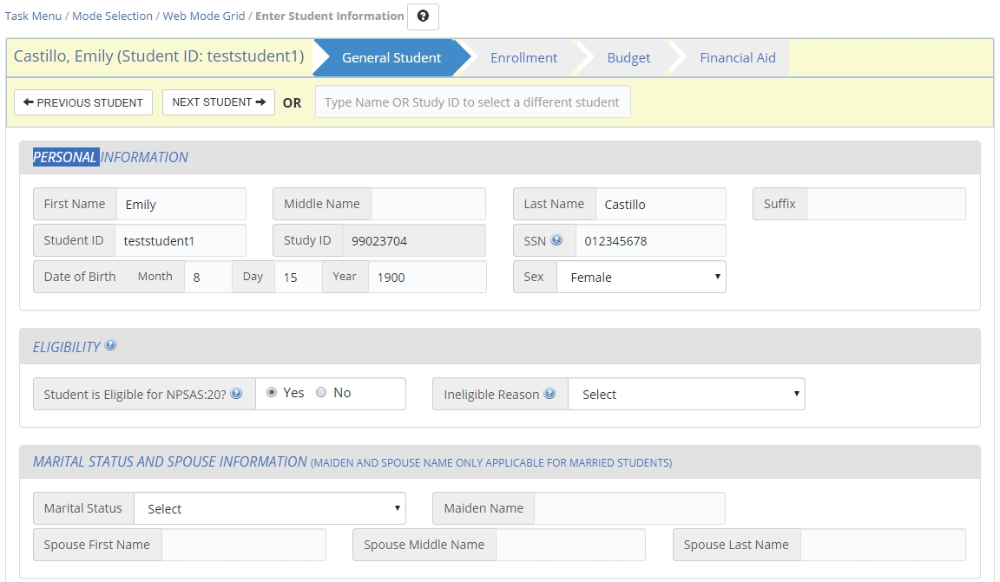 Task Menu / Mode Selection / Web Mode Grid / Enter Student Information ?
Castillo, Emily (Student ID: teststudent1) General Student Enrollment Budget Financial Aid
PREVIOUS STUDENT NEXT STUDENT OR Type Name OR Study ID to select a different student
PERSONAL INFORMATION
First Name Emily Middle Name Last Name Castillo Suffix
Student ID teststudent1 Study ID 99023704 SSN ? 012345678
Date of Birth Month 8 Day 15 Year 1900 Sex Female
ELIGIBILITY ?
Student is Eligible for NPSAS:20? ? Yes No Ineligible Reason ? Select
MARITAL STATUS AND SPOUSE INFORMATION (MAIDEN AND SPOUSE NAME ONLY APPLICABLE FOR MARRIED STUDENTS)
Marital Status Select Maiden Name
Spouse First Name Spouse Middle Name Spouse Last Name